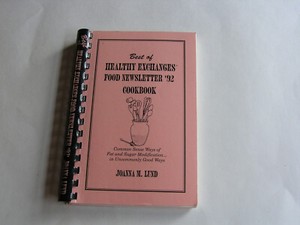 Best of
HEALTHY EXCHANGES
FOOD NEWSLETTER '92
COOKBOOK
Common Sense Ways of
Fat and Sugar Modification...
in Uncommonly Good Ways
JOANNA M. LUND